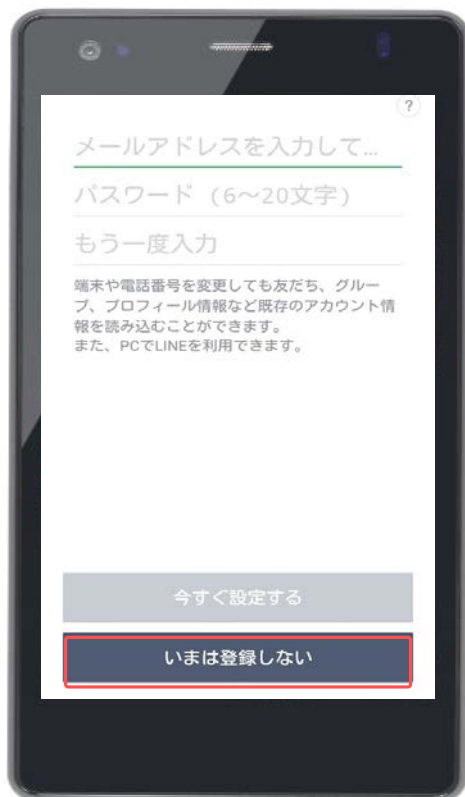 ?
メールアドレスを入力して...
パスワード (6〜20文字)
もう一度入力
端末や電話番号を変更しても友だち、グルー
プ、プロフィール情報など既存のアカウント情
報を読み込むことができます。
また、PCでLINEを利用できます。
今すぐ設定する
いまは登録しない